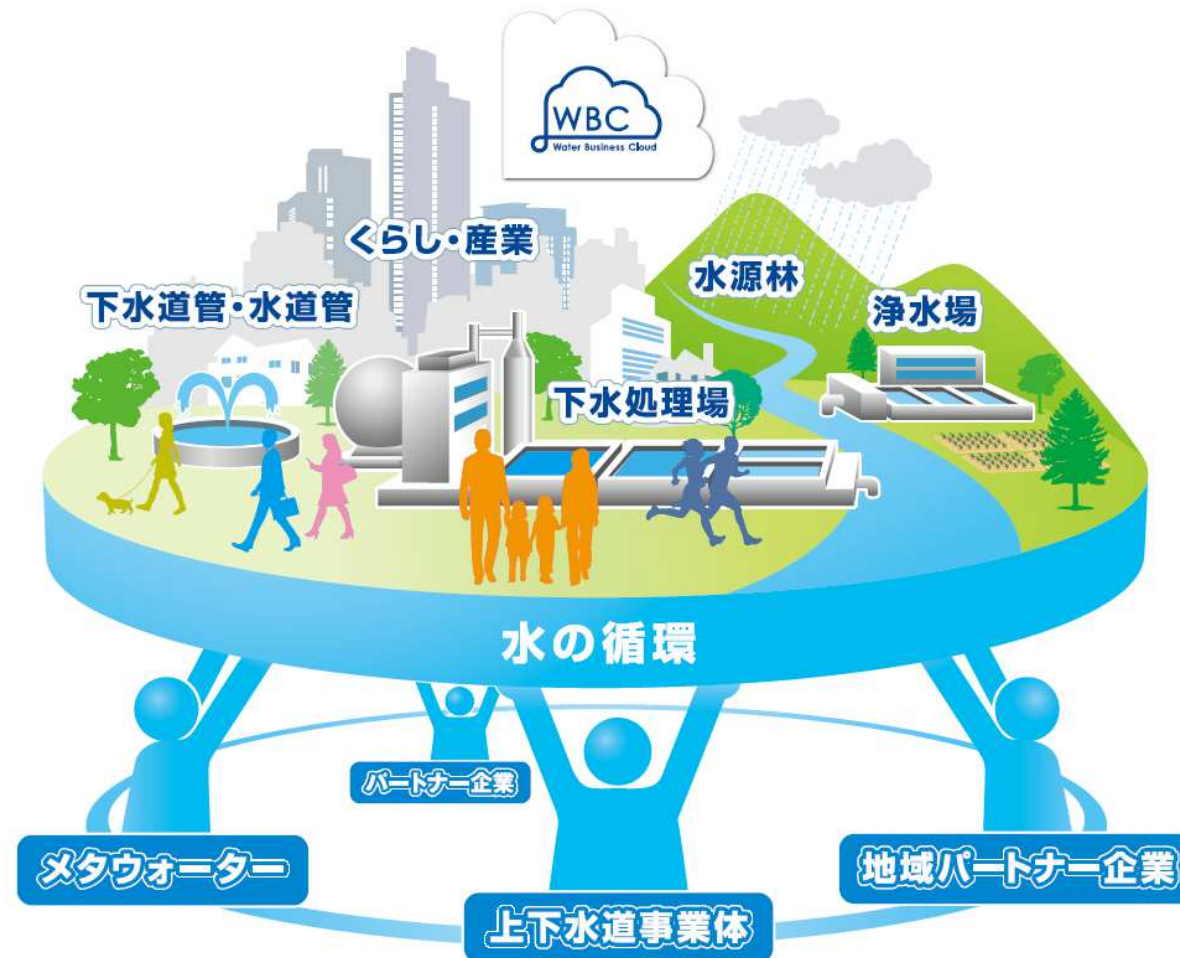 WBC
Water Business Cloud
くらし・産業
水源林
下水道管・水道管
浄水場
下水処理場
水の循環
パートナー企業
メタウォーター
地域パートナー企業
上下水道事業体